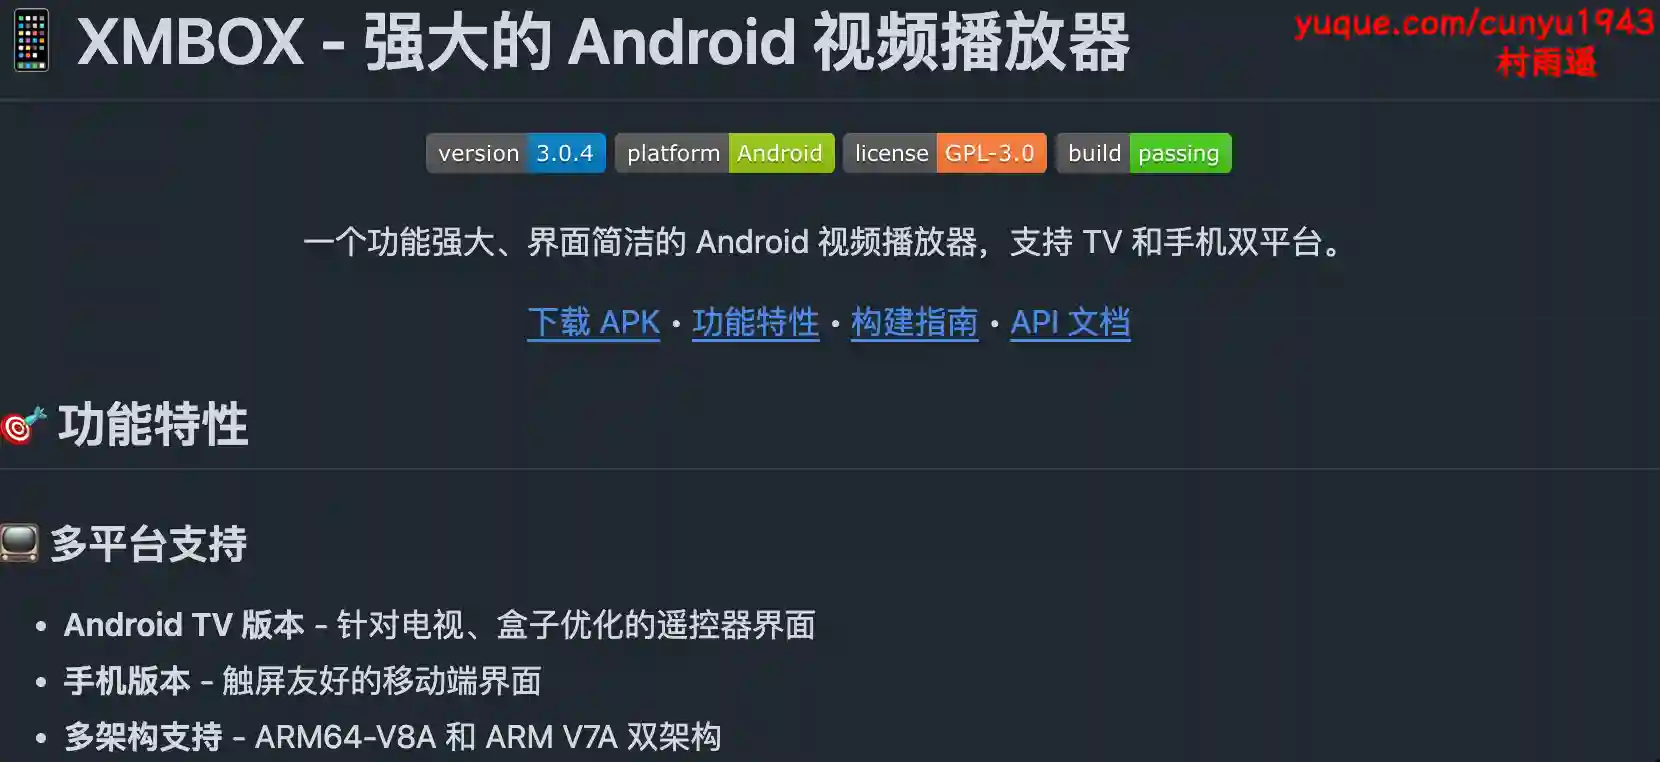 XMBOX - 强大的 Android 视频播放器
yuque.com/cunyu1943
村雨遥
version 3.0.4 platform Android license GPL-3.0 build passing
一个功能强大、界面简洁的 Android 视频播放器，支持 TV 和手机双平台。
下载 APK • 功能特性 • 构建指南 • API 文档
功能特性
多平台支持
• Android TV 版本 - 针对电视、盒子优化的遥控器界面
• 手机版本 - 触屏友好的移动端界面
• 多架构支持 - ARM64-V8A 和 ARM V7A 双架构